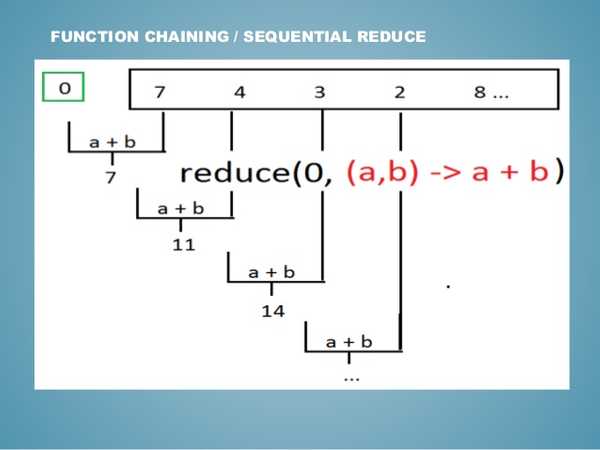 FUNCTION CHAINING / SEQUENTIAL REDUCE
0 7 4 3 2 8 ...
a + b
7
reduce(0, (a,b) -> a + b)
a + b
11
a + b
14
a + b
...